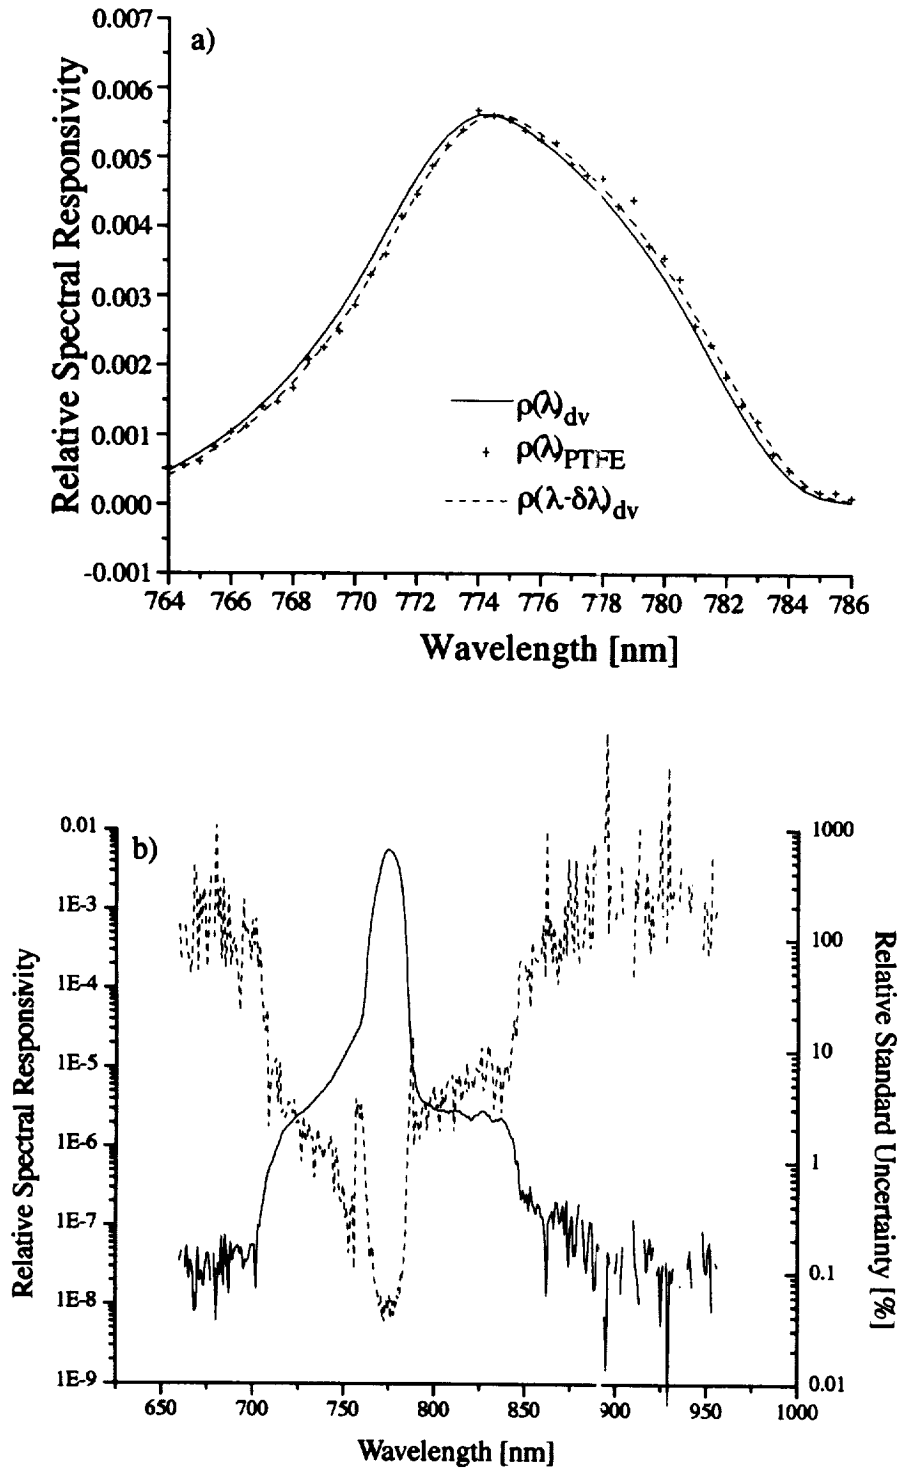 a)
Relative Spectral Responsivity
0.007
0.006
0.005
0.004
0.003
0.002
0.001
0.000
-0.001
ρ(λ)dv
ρ(λ)PTFE
ρ(λ-δλ)dv
764 766 768 770 772 774 776 778 780 782 784 786
Wavelength [nm]
b)
Relative Spectral Responsivity
0.01
1E-3
1E-4
1E-5
1E-6
1E-7
1E-8
1E-9
1000
100
10
1
0.1
0.01
Relative Standard Uncertainty [%]
650 700 750 800 850 900 950 1000
Wavelength [nm]